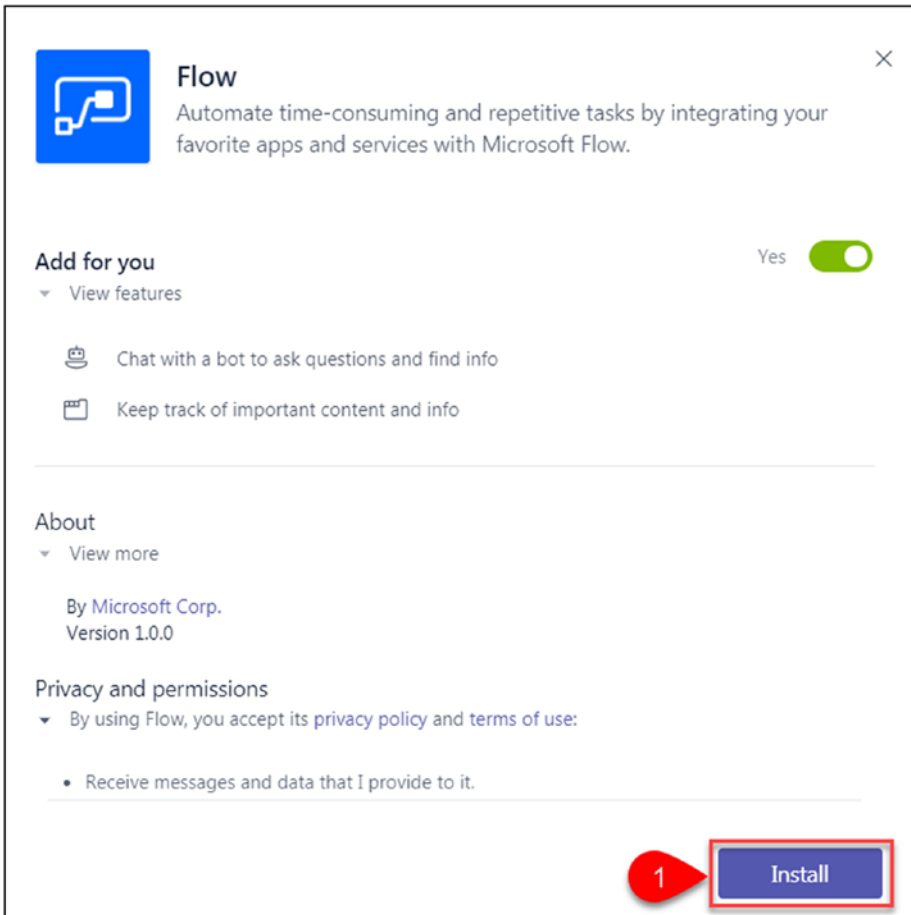 Flow
Automate time-consuming and repetitive tasks by integrating your
favorite apps and services with Microsoft Flow.
Add for you
Yes
View features
Chat with a bot to ask questions and find info
Keep track of important content and info
About
View more
By Microsoft Corp.
Version 1.0.0
Privacy and permissions
By using Flow, you accept its privacy policy and terms of use:
• Receive messages and data that I provide to it.
1
Install